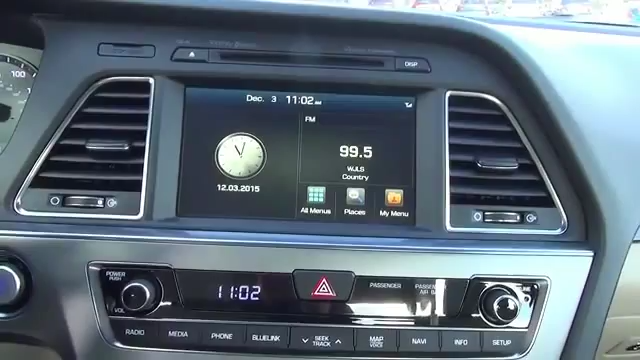 100
DISP
Dec. 3 11:02 AM
FM
99.5
WJLS
Country
12.03.2015
All Menus Places My Menu
POWER
PUSH
VOL
11:02
PASSENGER PASSENGER
AIR BAG
RADIO MEDIA PHONE BLUELINK SEEK TRACK MAP VOICE NAVI INFO SETUP